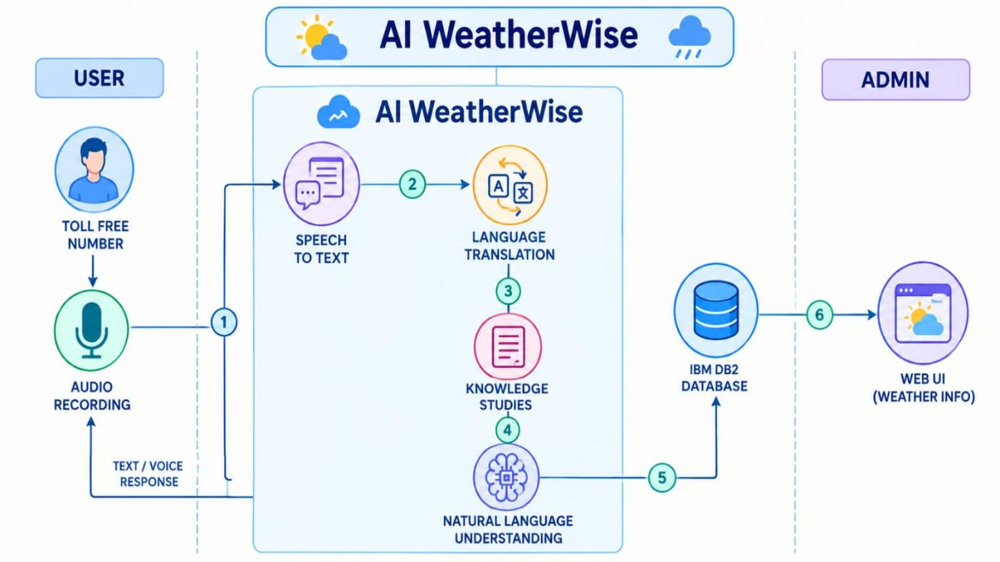 AI WeatherWise
USER
ADMIN
AI WeatherWise
TOLL FREE
NUMBER
AUDIO
RECORDING
TEXT / VOICE
RESPONSE
1
SPEECH
TO TEXT
2
A 文
LANGUAGE
TRANSLATION
3
KNOWLEDGE
STUDIES
4
NATURAL LANGUAGE
UNDERSTANDING
5
IBM DB2
DATABASE
6
WEB UI
(WEATHER INFO)